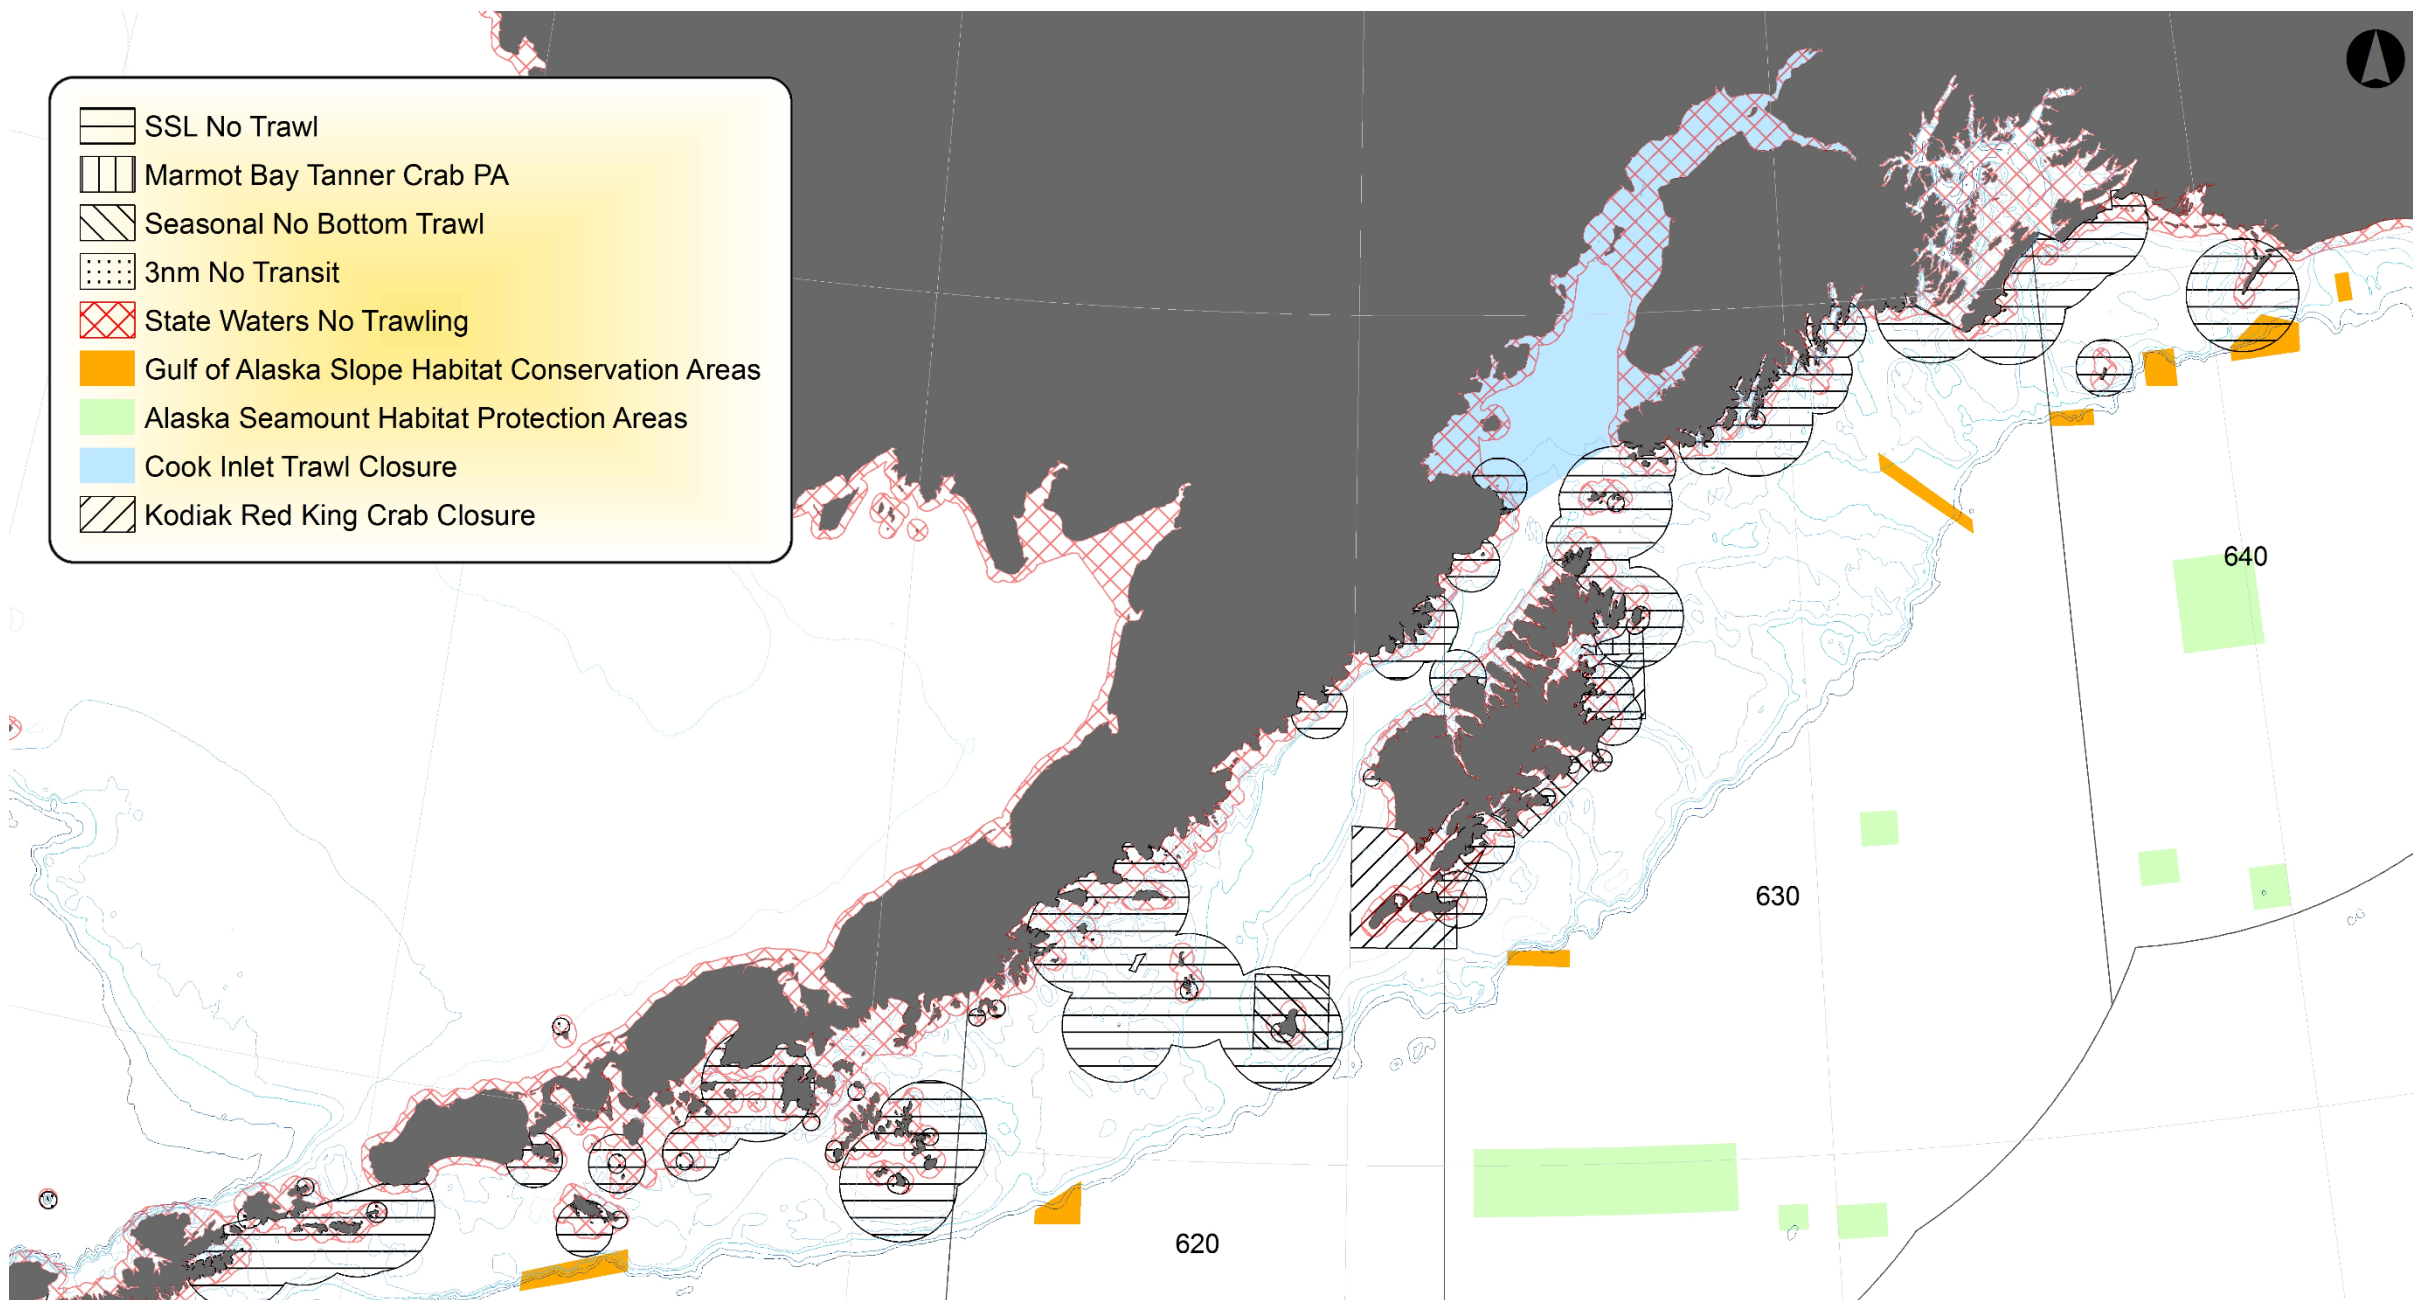 SSL No Trawl
Marmot Bay Tanner Crab PA
Seasonal No Bottom Trawl
3nm No Transit
State Waters No Trawling
Gulf of Alaska Slope Habitat Conservation Areas
Alaska Seamount Habitat Protection Areas
Cook Inlet Trawl Closure
Kodiak Red King Crab Closure
640
630
620